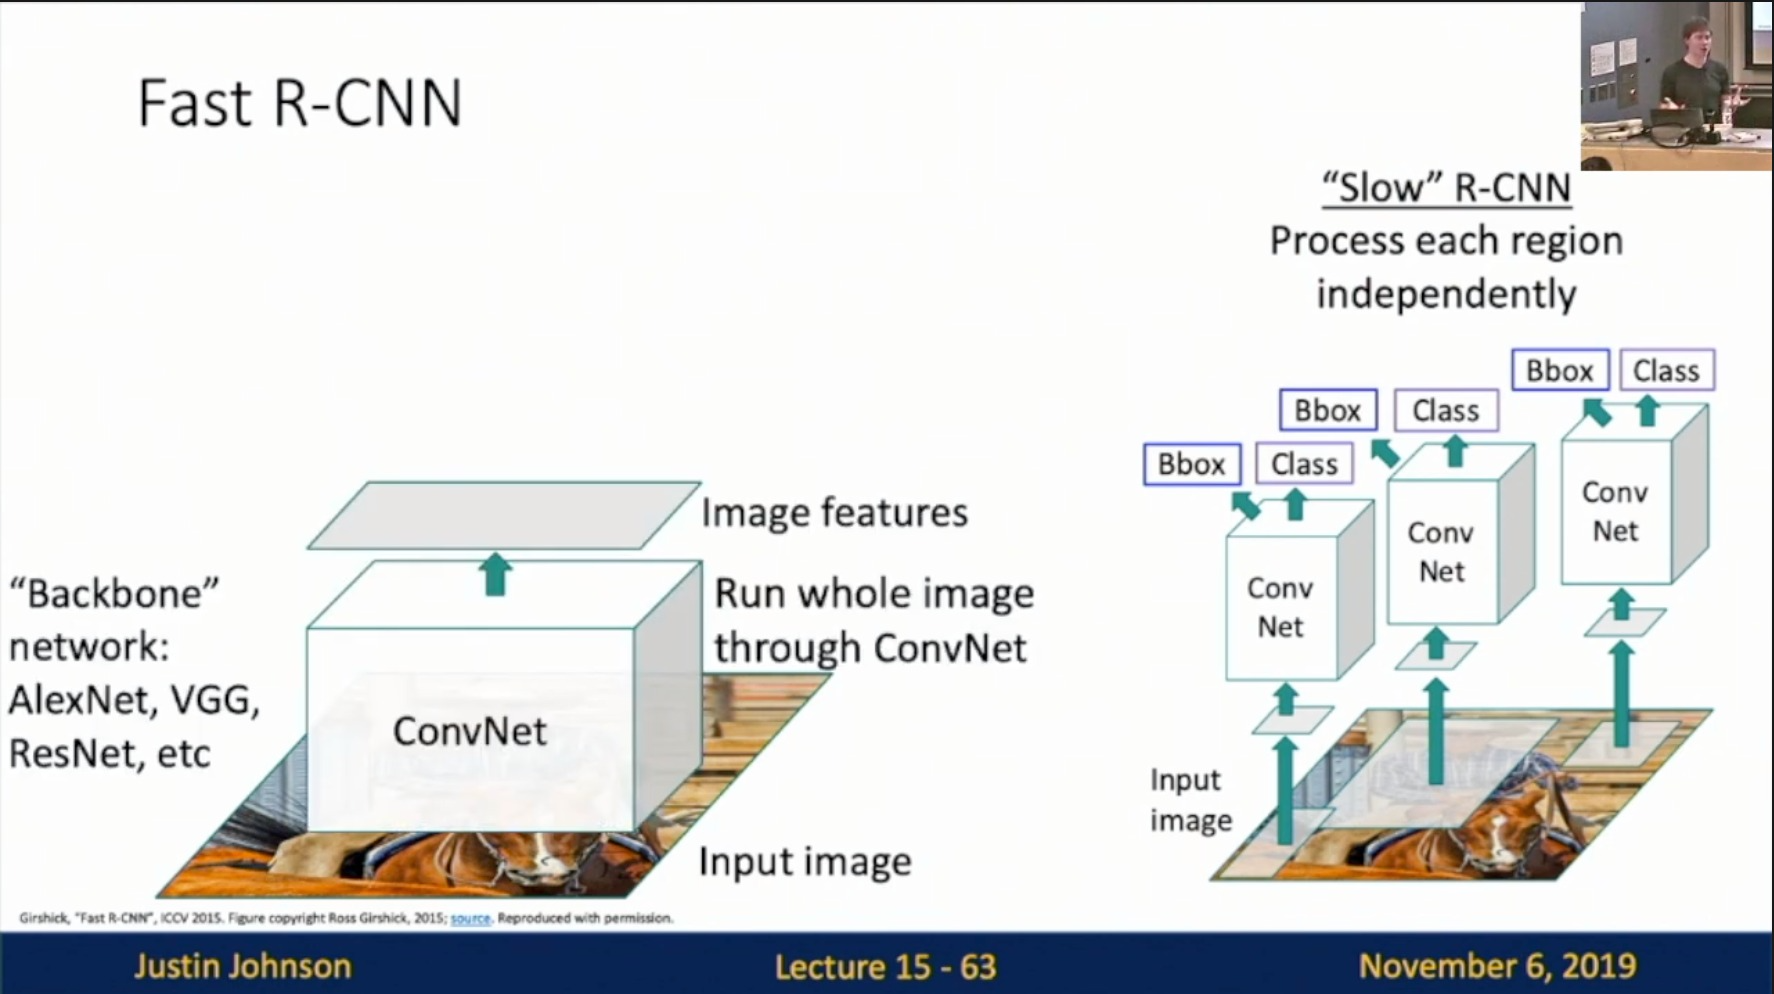 Fast R-CNN
"Slow" R-CNN
Process each region
independently
Bbox
Class
Bbox
Class
Bbox
Class
Conv
Net
Conv
Net
Conv
Net
Input
image
Image features
"Backbone"
network:
AlexNet, VGG,
ResNet, etc
Run whole image
through ConvNet
ConvNet
Input image
Girshick, "Fast R-CNN", ICCV 2015. Figure copyright Ross Girshick, 2015; source. Reproduced with permission.
Justin Johnson
Lecture 15 - 63
November 6, 2019